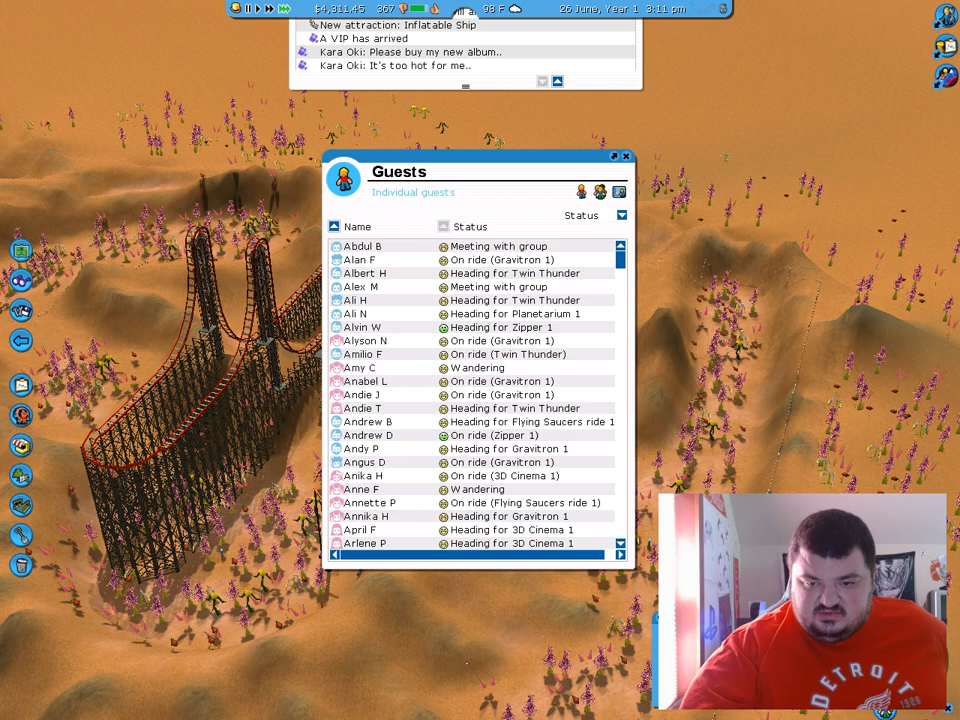 $4,311.45 367 98 F 26 June, Year 1 3:11 pm
New attraction: Inflatable Ship
A VIP has arrived
Kara Oki: Please buy my new album..
Kara Oki: It's too hot for me..
Guests
Individual guests
Status
Name Status
Abdul B Meeting with group
Alan F On ride (Gravitron 1)
Albert H Heading for Twin Thunder
Alex M Meeting with group
Ali H Heading for Twin Thunder
Ali N Heading for Planetarium 1
Alvin W Heading for Zipper 1
Alyson N On ride (Gravitron 1)
Amilio F On ride (Twin Thunder)
Amy C Wandering
Anabel L On ride (Gravitron 1)
Andie J On ride (Gravitron 1)
Andie T Heading for Twin Thunder
Andrew B Heading for Flying Saucers ride 1
Andrew D On ride (Zipper 1)
Andy P Heading for Gravitron 1
Angus D On ride (Gravitron 1)
Anika H On ride (3D Cinema 1)
Anne F Wandering
Annette P On ride (Flying Saucers ride 1)
Annika H Heading for Gravitron 1
April F Heading for 3D Cinema 1
Arlene P Heading for 3D Cinema 1
DETROIT